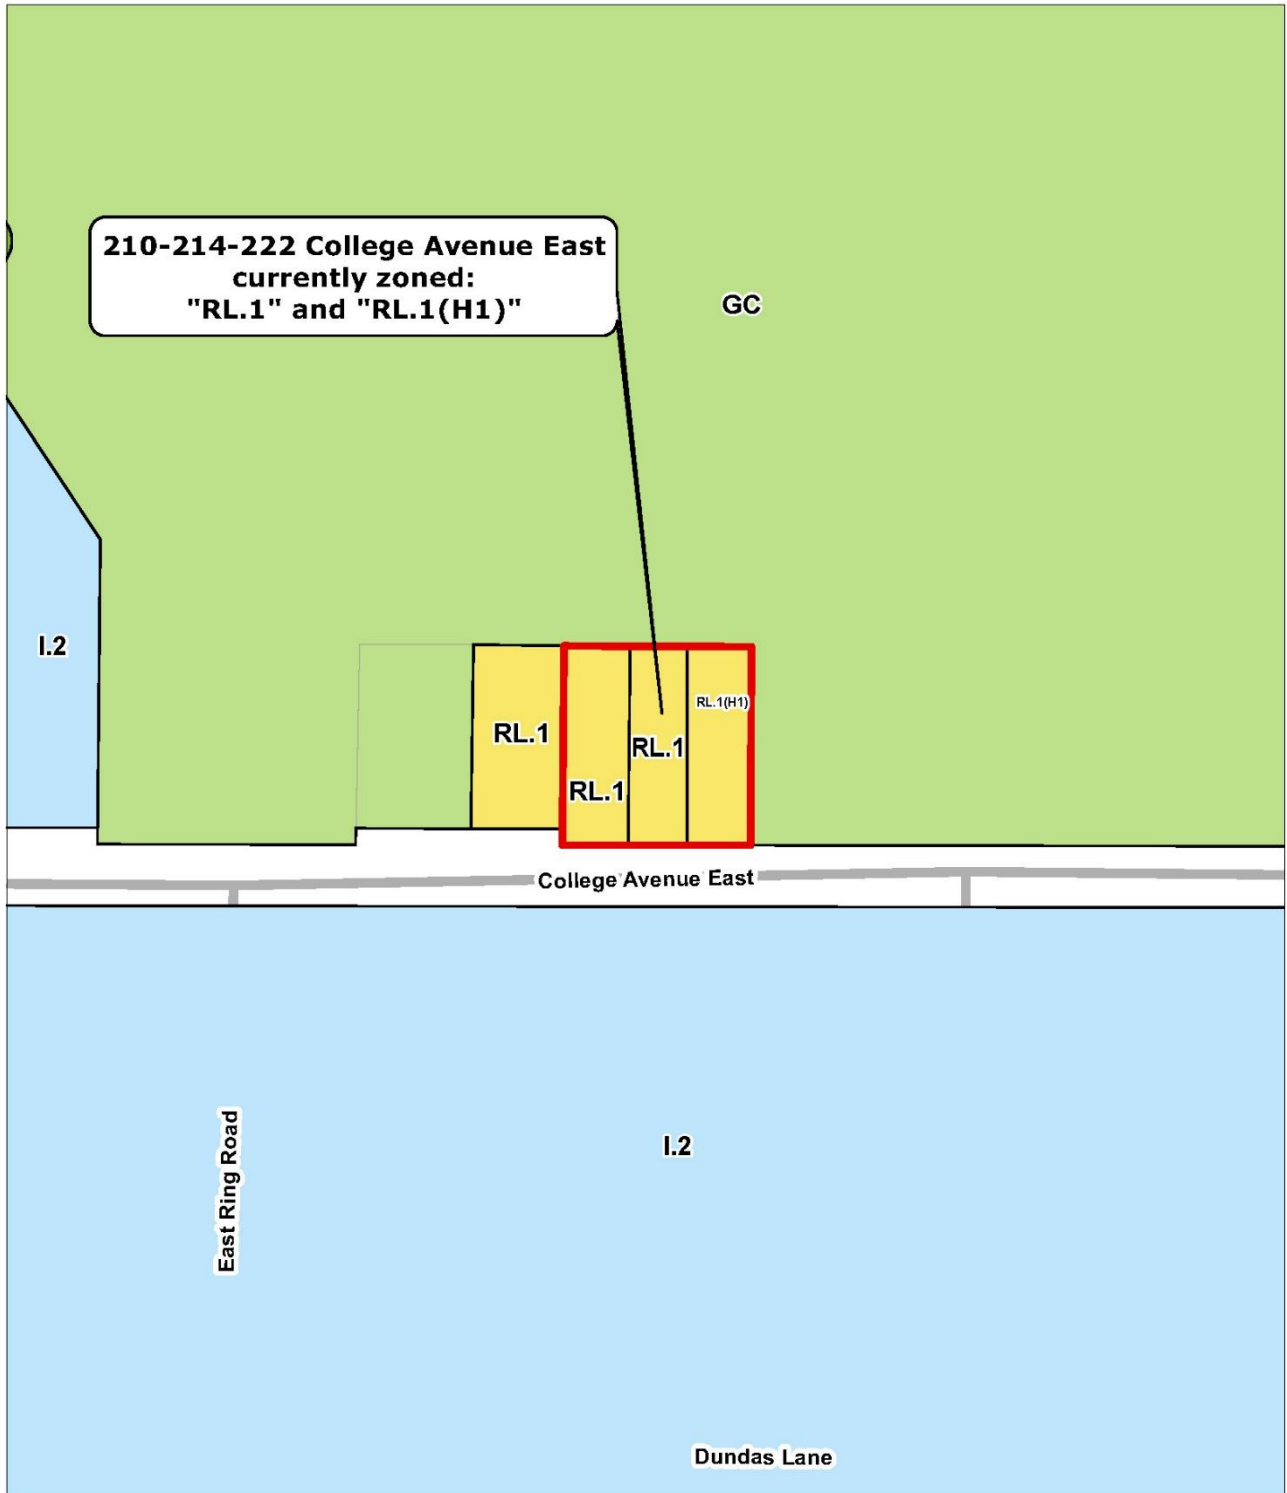 210-214-222 College Avenue East
currently zoned:
"RL.1" and "RL.1(H1)"
GC
I.2
RL.1
RL.1
RL.1
RL.1(H1)
College Avenue East
East Ring Road
I.2
Dundas Lane